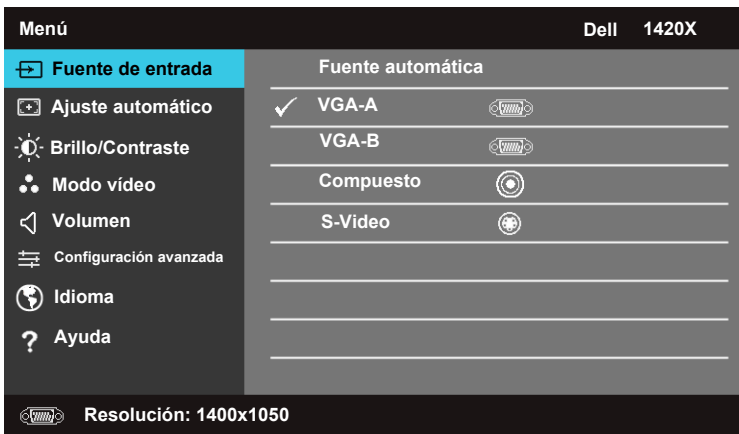 Menú
Dell 1420X
Fuente de entrada
Ajuste automático
Brillo/Contraste
Modo vídeo
Volumen
Configuración avanzada
Idioma
Ayuda
Fuente automática
VGA-A
VGA-B
Compuesto
S-Video
Resolución: 1400x1050